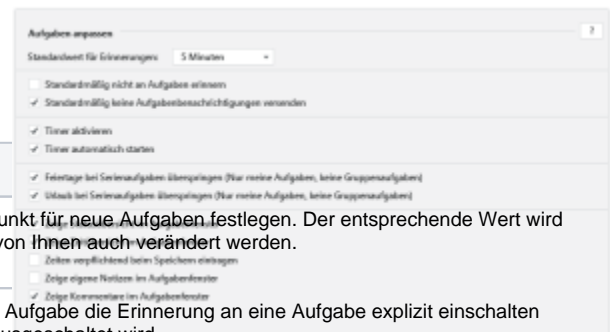 Aufgaben anpassen
?
Standardwert für Erinnerungen: 5 Minuten
Standardmäßig nicht an Aufgaben erinnern
Standardmäßig keine Aufgabenbenachrichtigungen versenden
Timer aktivieren
Timer automatisch starten
Feiertage bei Serienaufgaben überspringen (Nur meine Aufgaben, keine Gruppenaufgaben)
Urlaub bei Serienaufgaben überspringen (Nur meine Aufgaben, keine Gruppenaufgaben)
unkt für neue Aufgaben festlegen. Der entsprechende Wert wird
von Ihnen auch verändert werden.
Zeiten verpflichtend beim Speichern eintragen
Zeige eigene Notizen im Aufgabenfenster
Zeige Kommentare im Aufgabenfenster
Aufgabe die Erinnerung an eine Aufgabe explizit einschalten